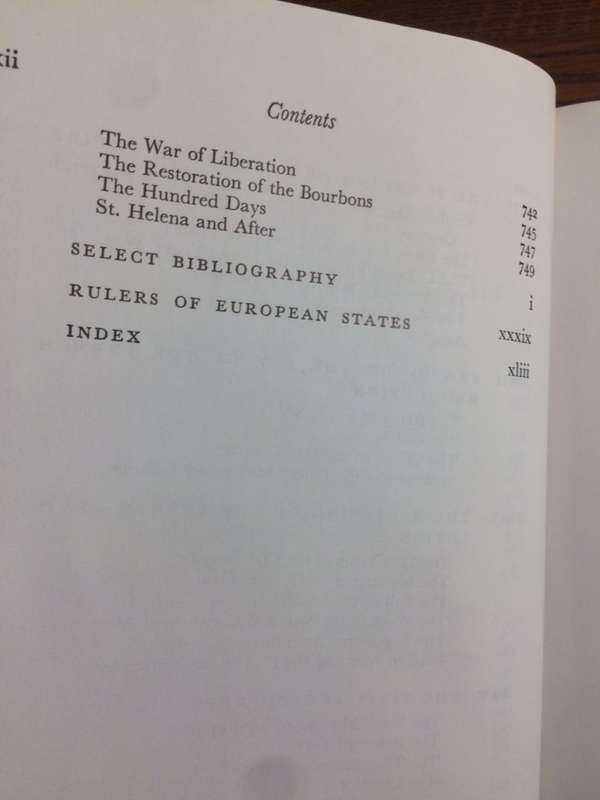 xii
Contents
The War of Liberation 742
The Restoration of the Bourbons 745
The Hundred Days 747
St. Helena and After 749
SELECT BIBLIOGRAPHY i
RULERS OF EUROPEAN STATES xxxix
INDEX xliii